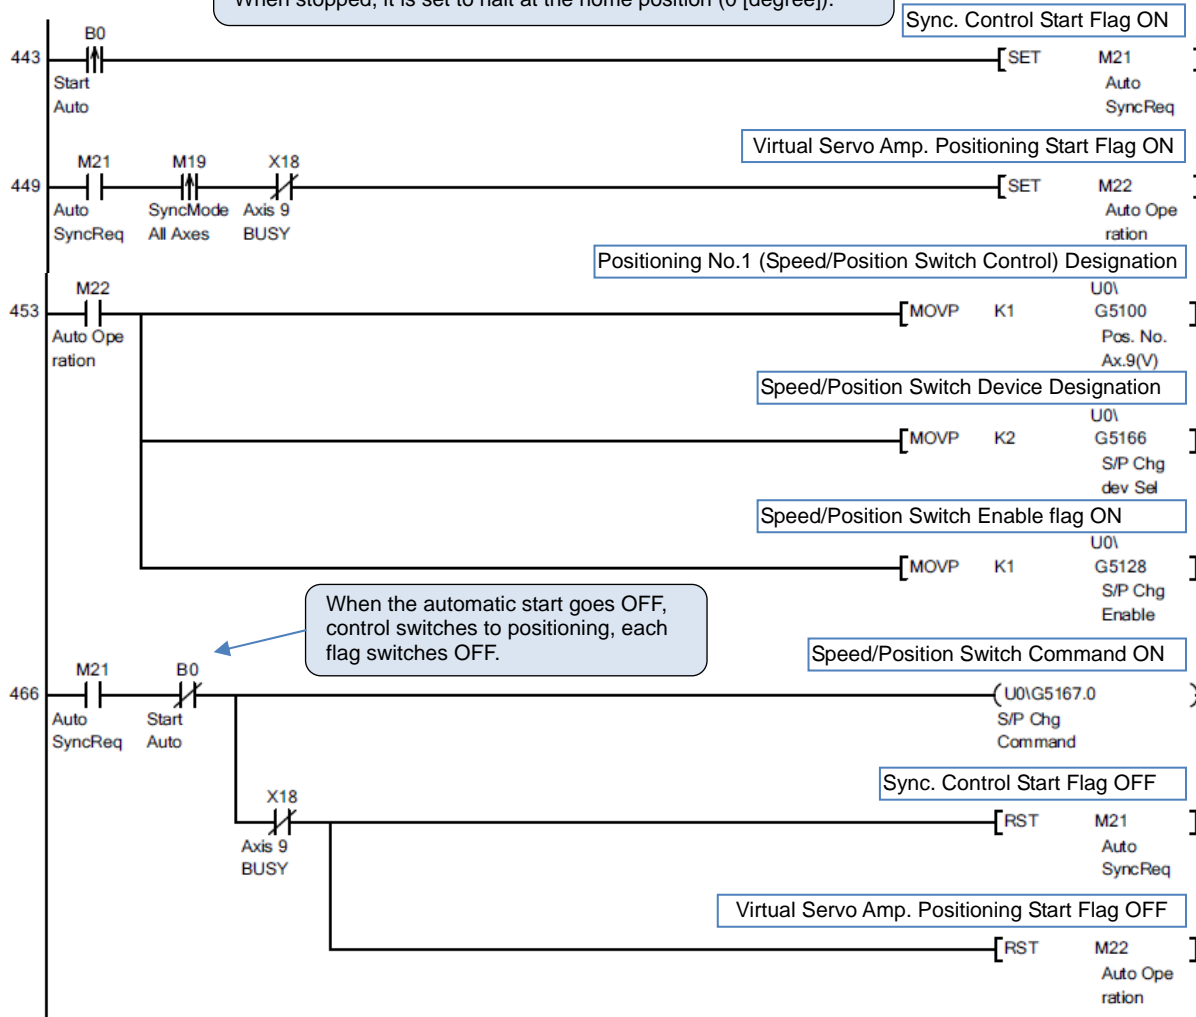 When stopped, it is set to halt at the home position (0 [degree]).
Sync. Control Start Flag ON
B0
443
SET M21
Start
Auto
Auto
SyncReq
Virtual Servo Amp. Positioning Start Flag ON
M21 M19 X18
449
SET M22
Auto SyncMode Axis 9
SyncReq All Axes BUSY
Auto Ope
ration
Positioning No.1 (Speed/Position Switch Control) Designation
M22
U0\
453
MOVP K1 G5100
Auto Ope
ration
Pos. No.
Ax.9(V)
Speed/Position Switch Device Designation
U0\
MOVP K2 G5166
S/P Chg
dev Sel
Speed/Position Switch Enable flag ON
U0\
MOVP K1 G5128
S/P Chg
Enable
When the automatic start goes OFF,
control switches to positioning, each
flag switches OFF.
Speed/Position Switch Command ON
M21 B0
466
U0\G5167.0
Auto Start
SyncReq Auto
S/P Chg
Command
Sync. Control Start Flag OFF
X18
RST M21
Axis 9
BUSY
Auto
SyncReq
Virtual Servo Amp. Positioning Start Flag OFF
RST M22
Auto Ope
ration